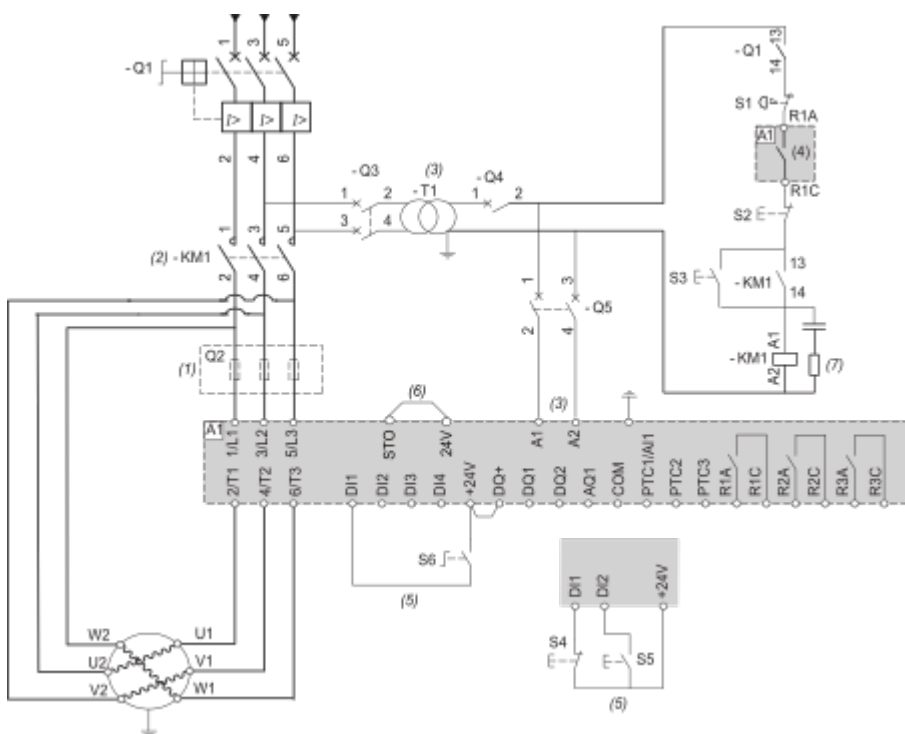 1 3 5
-Q1
I> I> I>
2 4 6
-Q3 (3) -Q4
1 2 -T1 1 2
3 4
13
-Q1
14
S1
R1A
A1 (4)
R1C
S2
(2) -KM1
1 3 5
2 4 6
1 3
-Q5
2 4
S3
13
-KM1
14
A1
-KM1
A2
(7)
(1) Q2
(6) (3)
A1 1/L1 3/L2 5/L3 STO 24V A1 A2
2/T1 4/T2 6/T3 DI1 DI2 DI3 DI4 +24V DQ+ DQ1 DQ2 AQ1 COM PTC1/AI1 PTC2 PTC3 R1A R1C R2A R2C R3A R3C
S6
(5)
DI1 DI2 +24V
S4 S5
(5)
W2 U1
U2 V1
V2 W1